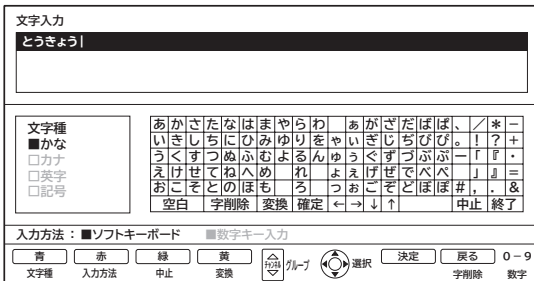 文字入力
とうきょう
文字種
■かな
□カナ
□英字
□記号
あかさたなはまやらわ ぁがざだばぱ、／＊－
いきしちにひみゆりをゃぃぎじぢびぴ。！？＋
うくすつぬふむよるんゅぅぐずづぶぷー「『・
えけせてねへめ れ ょぇげぜでべぺ 」』＝
おこそとのほも ろ っぉごぞどぼぽ＃，．＆
空白 字削除 変換 確定 ← → ↓ ↑ 中止 終了
入力方法：■ソフトキーボード ■数字キー入力
青 赤 緑 黄 チャンネル グループ 選択 決定 戻る 0－9
文字種 入力方法 中止 変換 字削除 数字